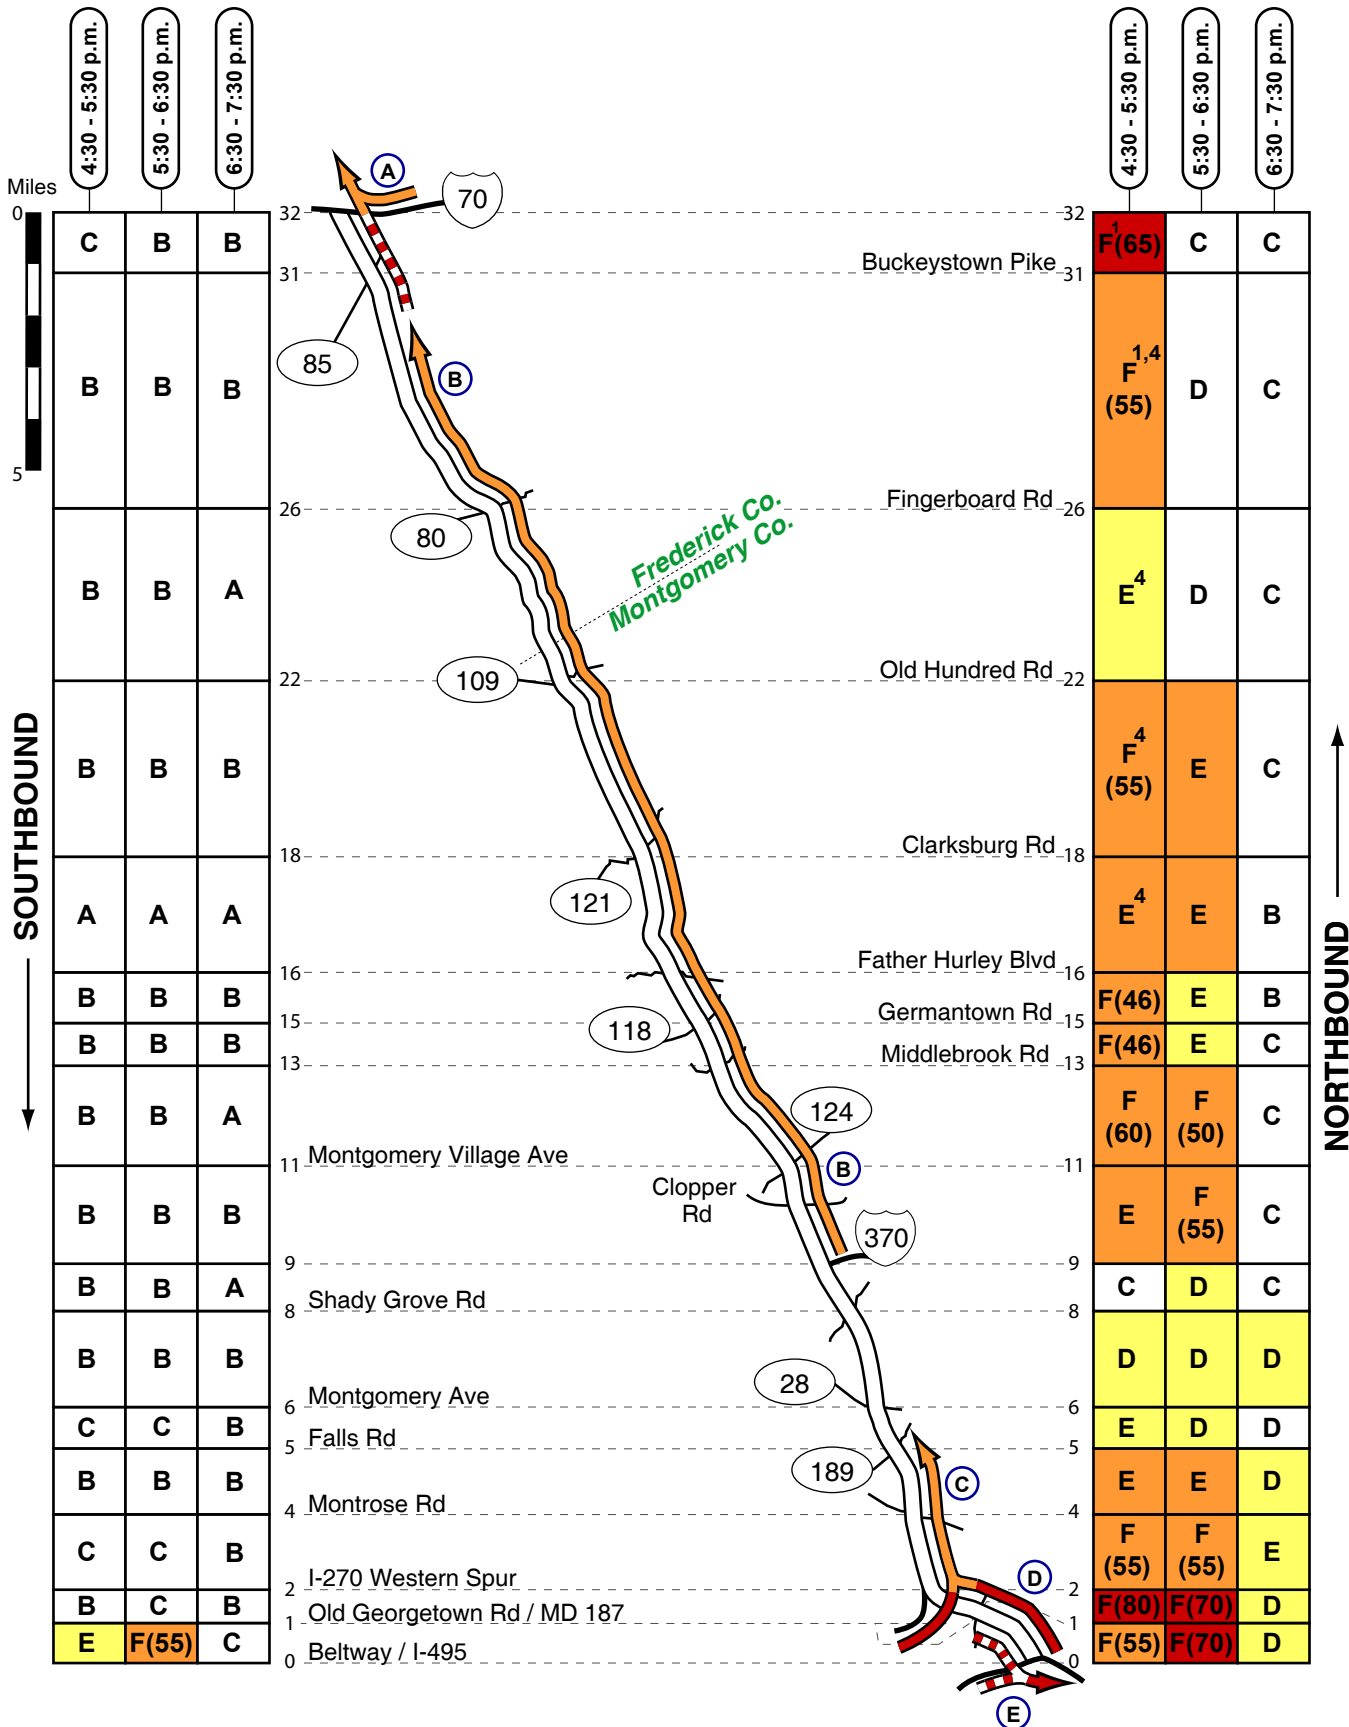 4:30 - 5:30 p.m.
5:30 - 6:30 p.m.
6:30 - 7:30 p.m.
4:30 - 5:30 p.m.
5:30 - 6:30 p.m.
6:30 - 7:30 p.m.
Miles
0
5
A
70
32 32
C B B
F(65)1 C C
Buckeystown Pike
31 31
85
B
B B B
F1,4 (55) D C
Fingerboard Rd
26 26
80
Frederick Co.
Montgomery Co.
B B A
E4 D C
Old Hundred Rd
22 22
109
SOUTHBOUND
NORTHBOUND
B B B
F4 (55) E C
Clarksburg Rd
18 18
121
A A A
E4 E B
Father Hurley Blvd
16 16
B B B
F(46) E B
Germantown Rd
15 15
118
B B B
F(46) E C
Middlebrook Rd
13 13
124
B B A
F (60) F (50) C
Montgomery Village Ave
11 11
B
Clopper
Rd
B B B
E F (55) C
370
9 9
B B A
C D C
Shady Grove Rd
8 8
B B B
D D D
28
Montgomery Ave
6 6
C C B
E D D
Falls Rd
5 5
189
C
B B B
E E D
Montrose Rd
4 4
C C B
F (55) F (55) E
I-270 Western Spur
D
2 2
B C B
F(80) F(70) D
Old Georgetown Rd / MD 187
1 1
E F(55) C
F(55) F(70) D
Beltway / I-495
0 0
E